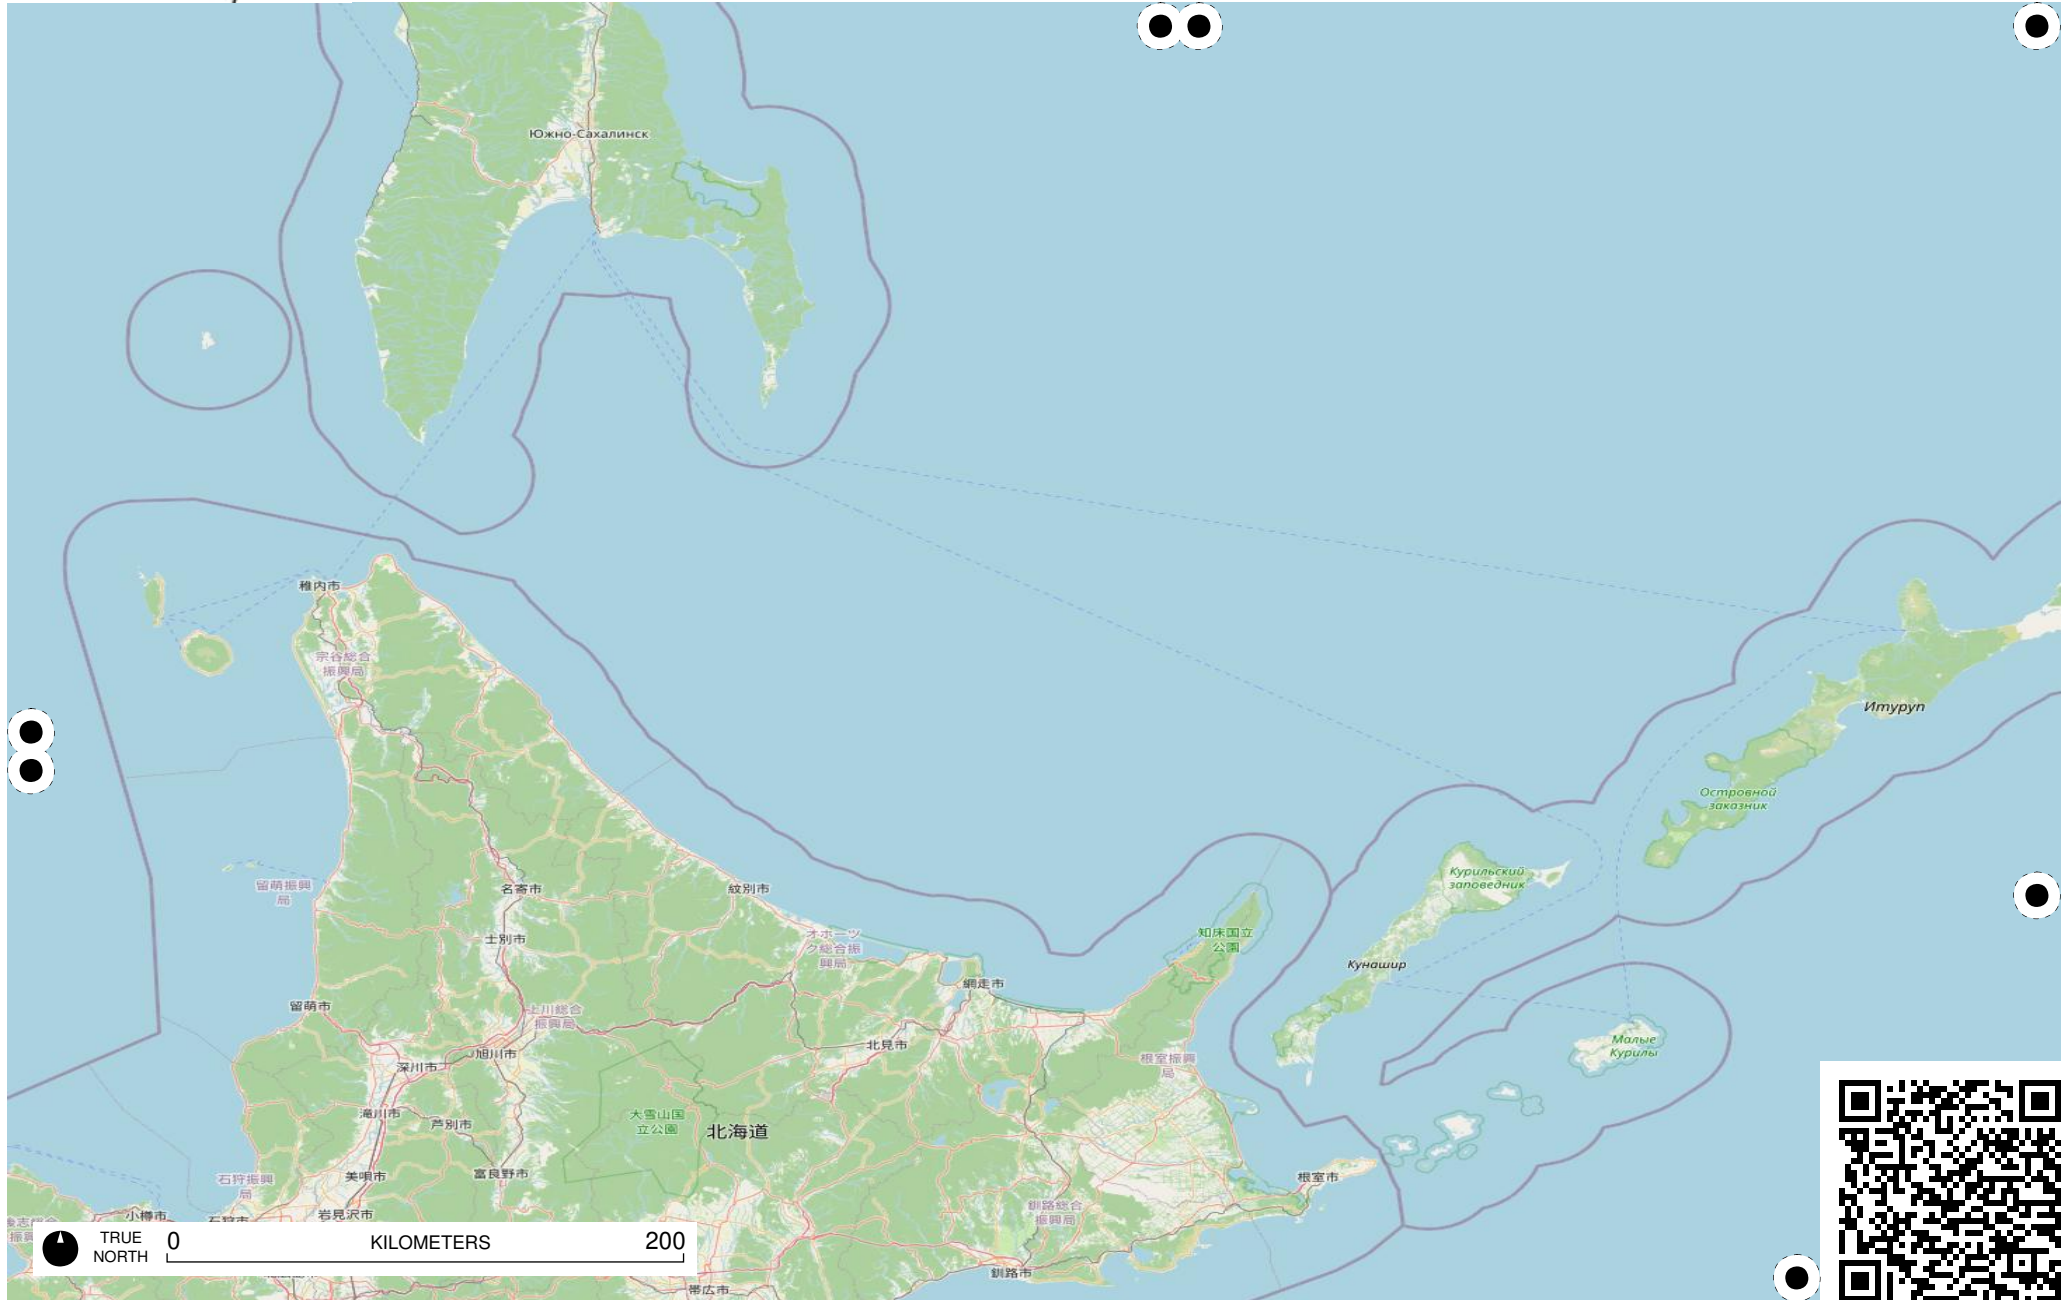 Южно-Сахалинск
稚内市
宗谷総合
振興局
Итуруп
Островной
заказник
Курильский
заповедник
留萌振興
局
名寄市
紋別市
士別市
オホーツ
ク総合振
興局
知床国立
公園
Кунашир
網走市
留萌市
上川総合
振興局
旭川市
北見市
深川市
根室振興
局
Малые
Курилы
滝川市
芦別市
大雪山国
立公園
北海道
美唄市
富良野市
石狩振興
局
根室市
小樽市
岩見沢市
釧路総合
振興局
TRUE
NORTH
0
KILOMETERS
200
釧路市
帯広市